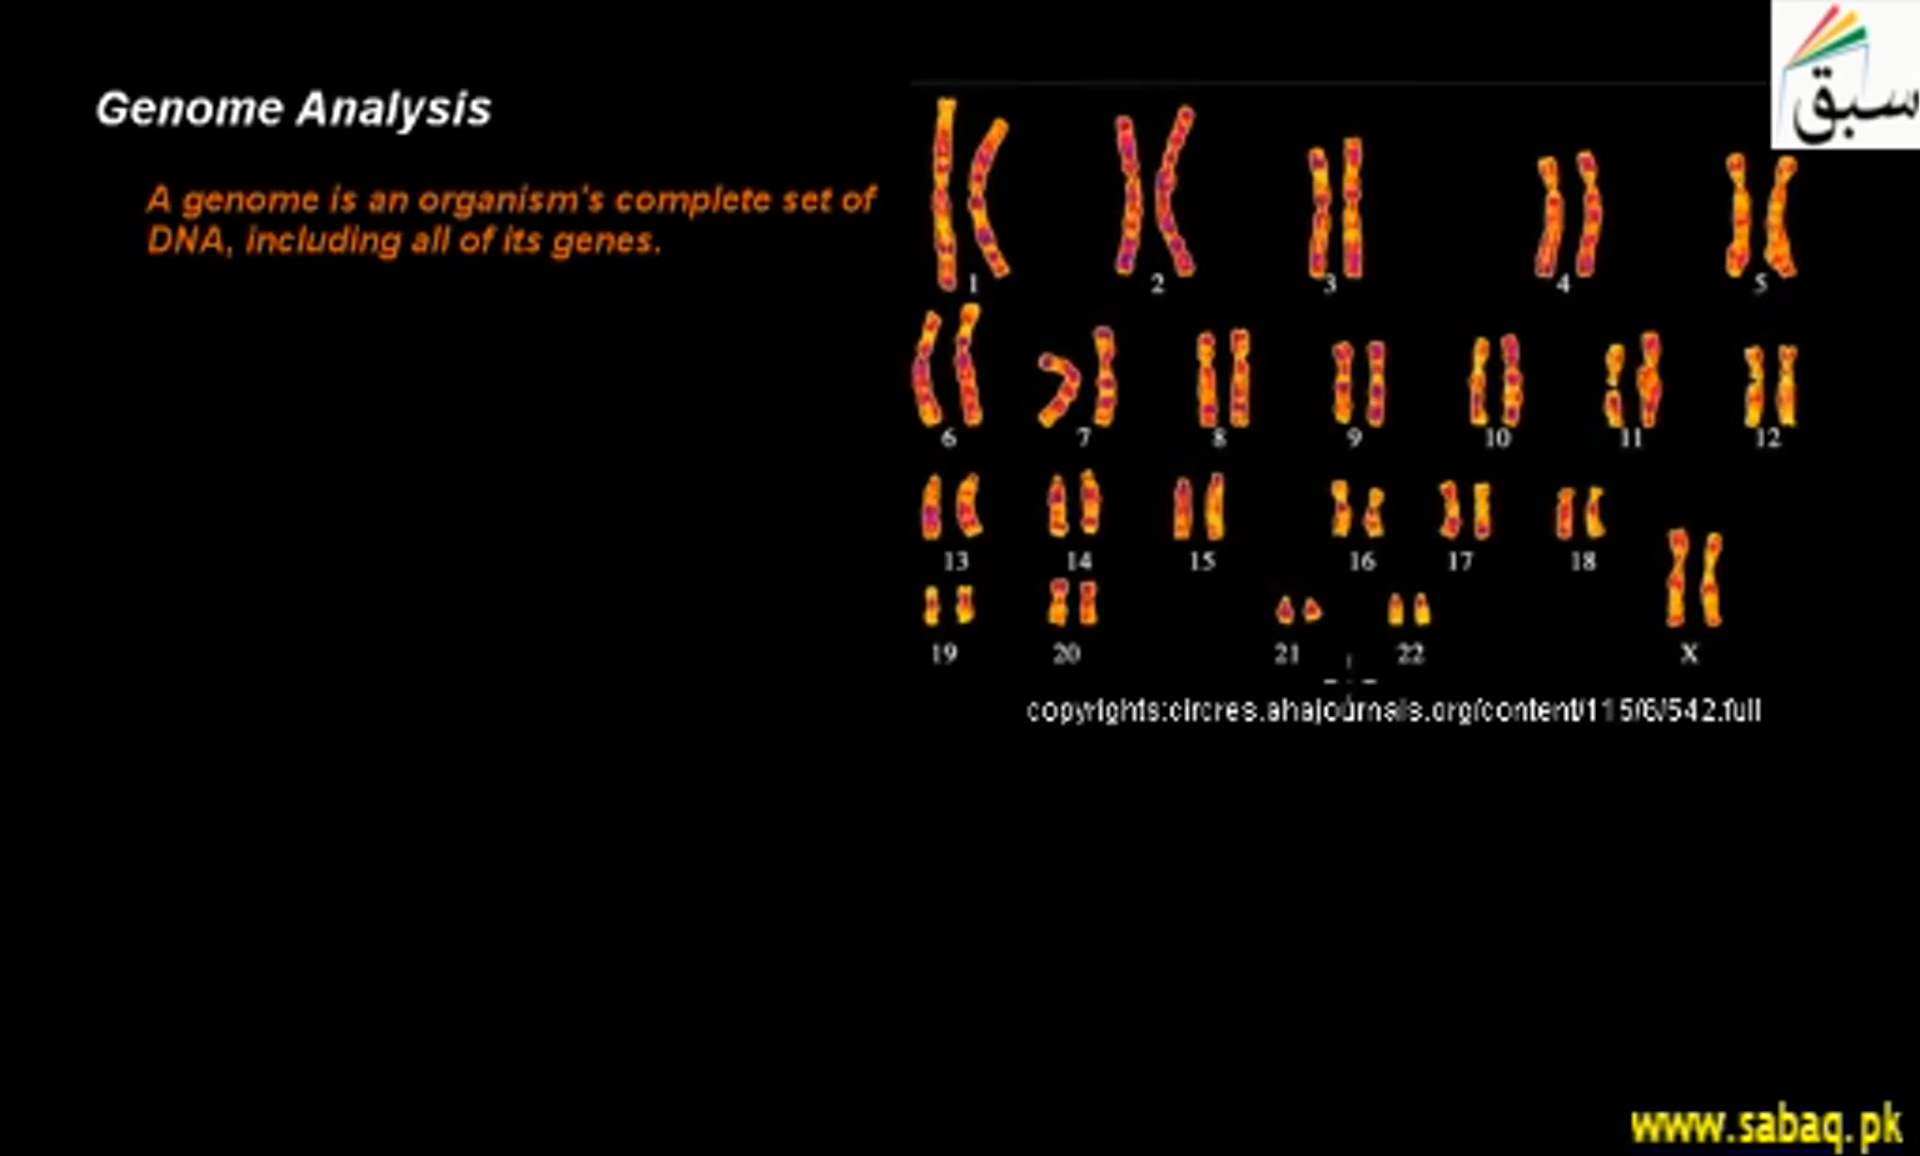 سبق
Genome Analysis
A genome is an organism's complete set of
DNA, including all of its genes.
1 2 3 4 5
6 7 8 9 10 11 12
13 14 15 16 17 18
19 20 21 22 X
copyrights:circres.ahajournals.org/content/115/6/542.full
www.sabaq.pk